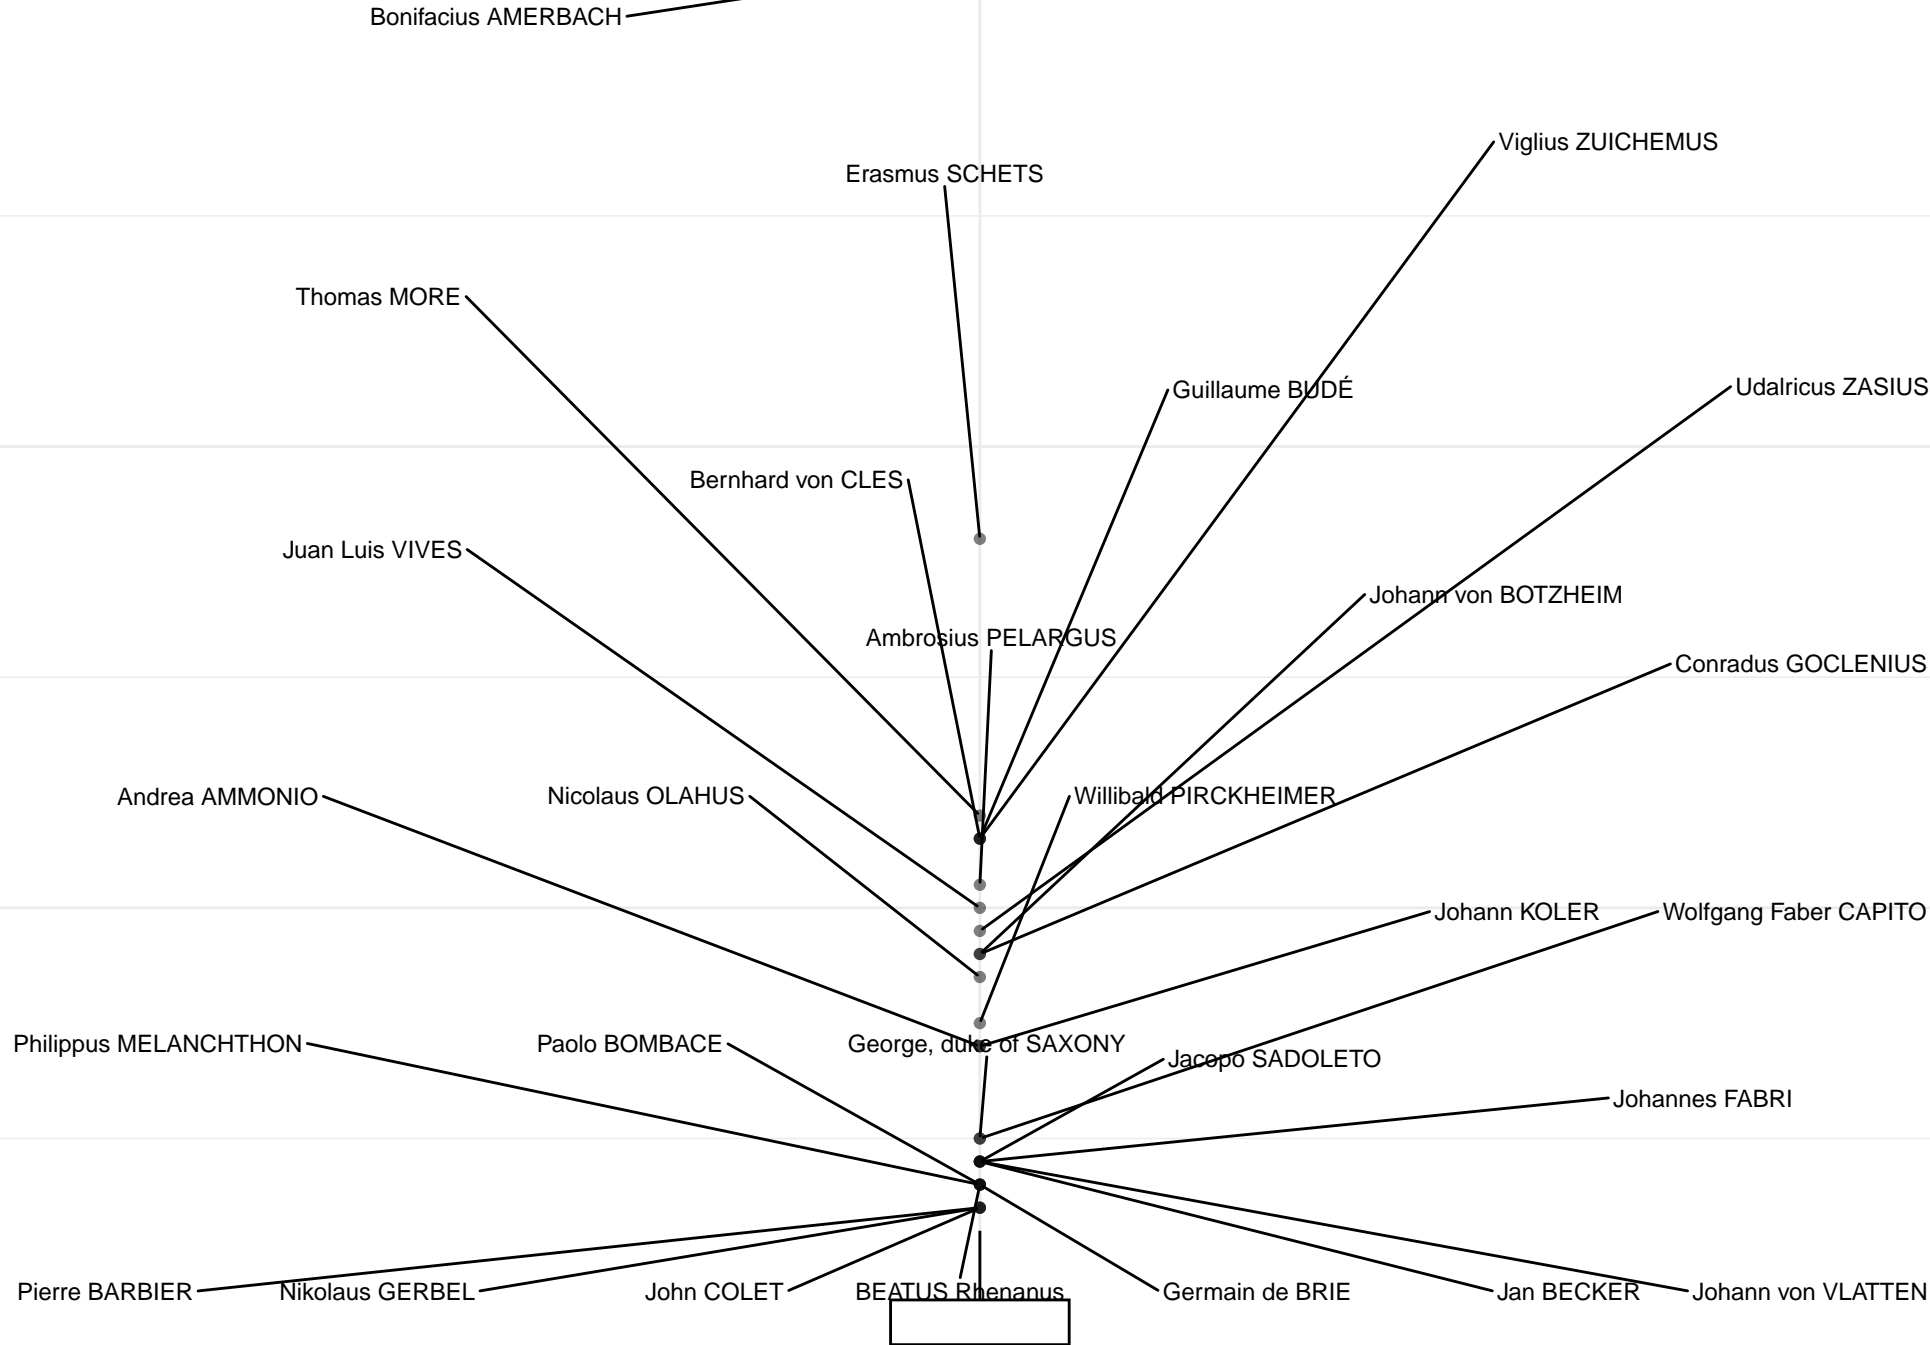 Bonifacius AMERBACH
Viglius ZUICHEMUS
Erasmus SCHETS
Thomas MORE
Guillaume BUDÉ
Udalricus ZASIUS
Bernhard von CLES
Juan Luis VIVES
Johann von BOTZHEIM
Ambrosius PELARGUS
Conradus GOCLENIUS
Andrea AMMONIO
Nicolaus OLAHUS
Willibald PIRCKHEIMER
Johann KOLER
Wolfgang Faber CAPITO
Philippus MELANCHTHON
Paolo BOMBACE
George, duke of SAXONY
Jacopo SADOLETO
Johannes FABRI
Pierre BARBIER
Nikolaus GERBEL
John COLET
BEATUS Rhenanus
Germain de BRIE
Jan BECKER
Johann von VLATTEN